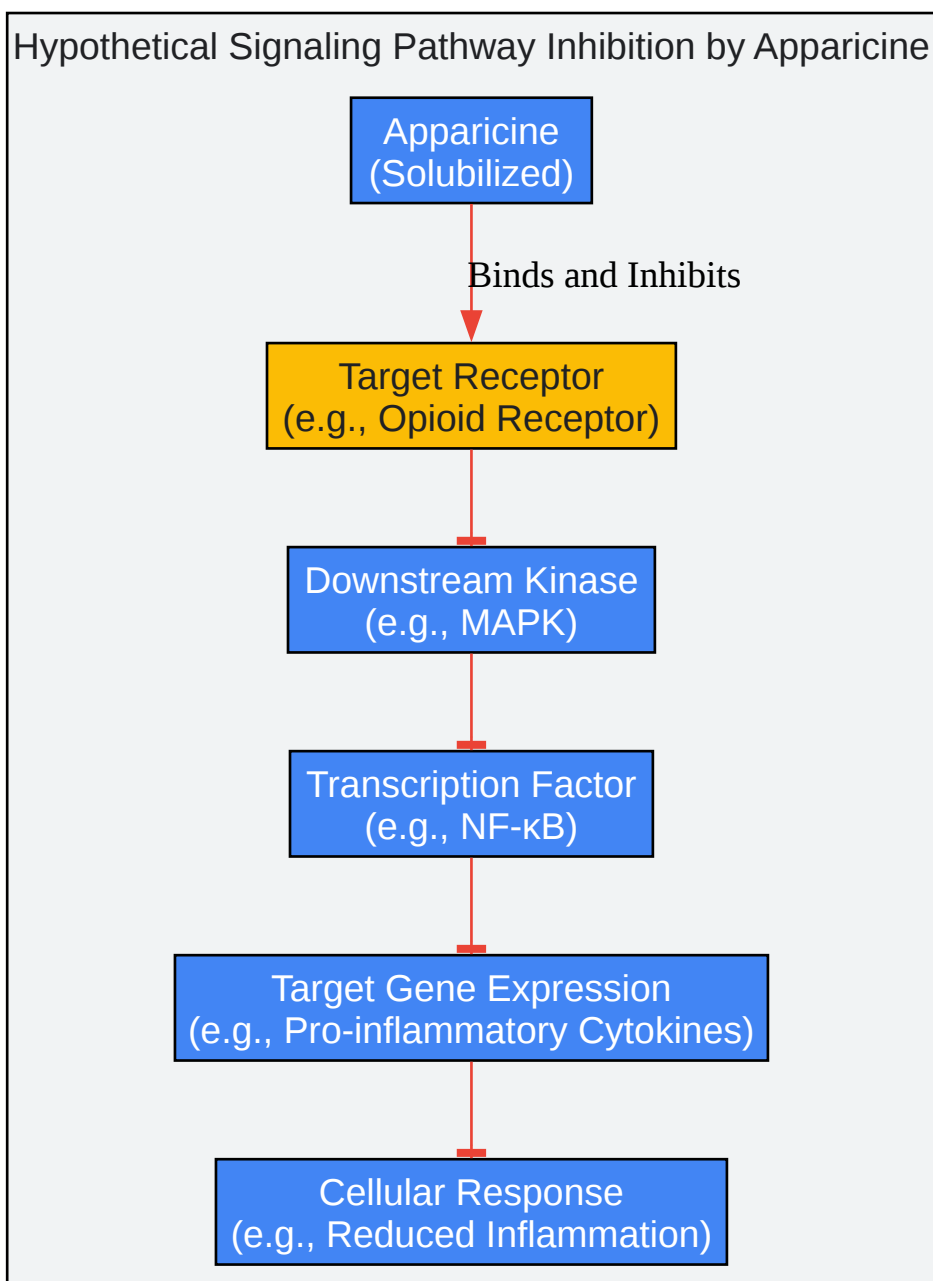 Hypothetical Signaling Pathway Inhibition by Apparicine
Apparicine
(Solubilized)
Binds and Inhibits
Target Receptor
(e.g., Opioid Receptor)
Downstream Kinase
(e.g., MAPK)
Transcription Factor
(e.g., NF-κB)
Target Gene Expression
(e.g., Pro-inflammatory Cytokines)
Cellular Response
(e.g., Reduced Inflammation)